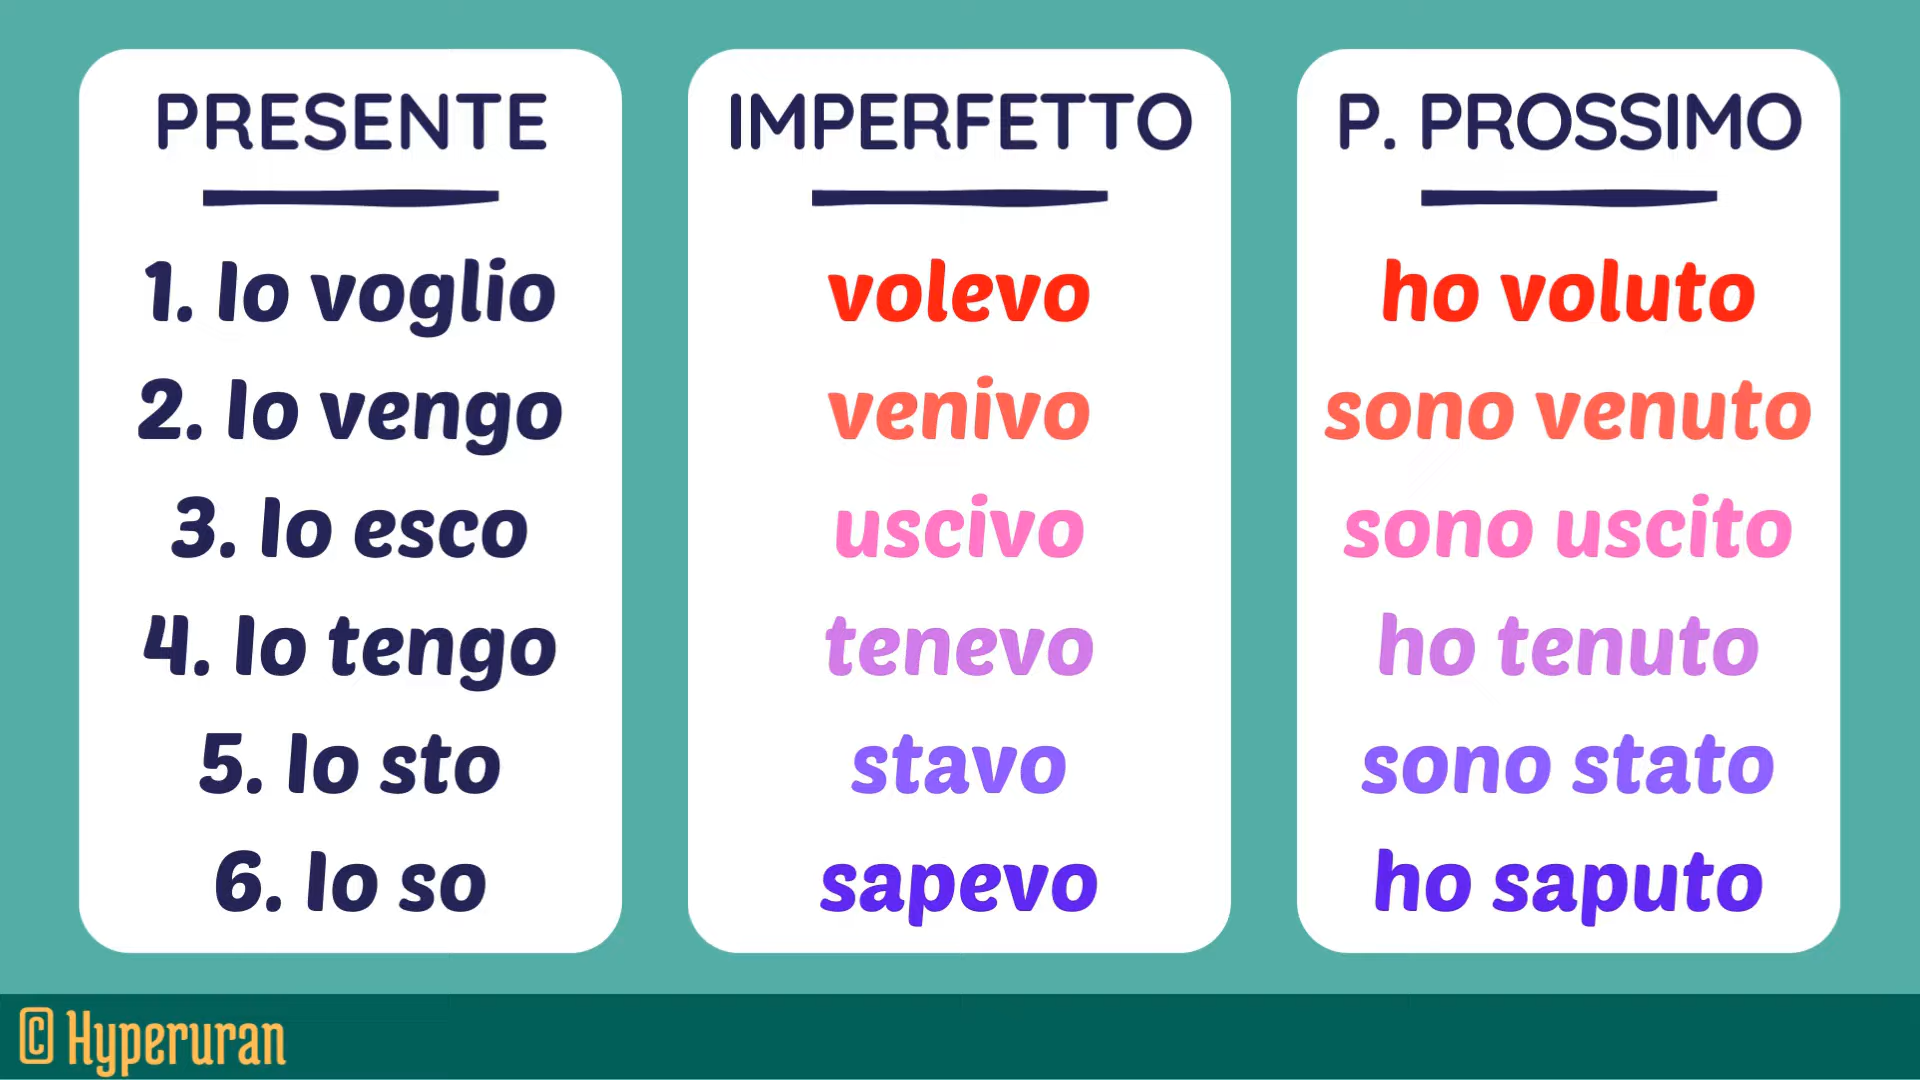 PRESENTE
1. Io voglio
2. Io vengo
3. Io esco
4. Io tengo
5. Io sto
6. Io so
IMPERFETTO
volevo
venivo
uscivo
tenevo
stavo
sapevo
P. PROSSIMO
ho voluto
sono venuto
sono uscito
ho tenuto
sono stato
ho saputo
© Hyperuran